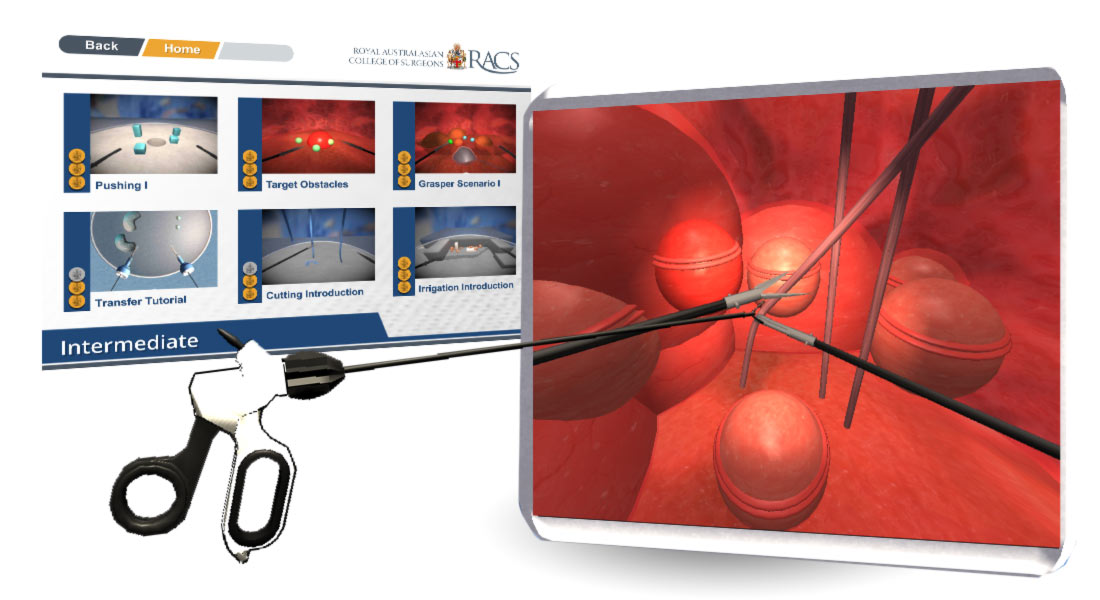 Back
Home
ROYAL AUSTRALASIAN
COLLEGE OF SURGEONS
RACS
Pushing I
Target Obstacles
Grasper Scenario I
Transfer Tutorial
Cutting Introduction
Irrigation Introduction
Intermediate